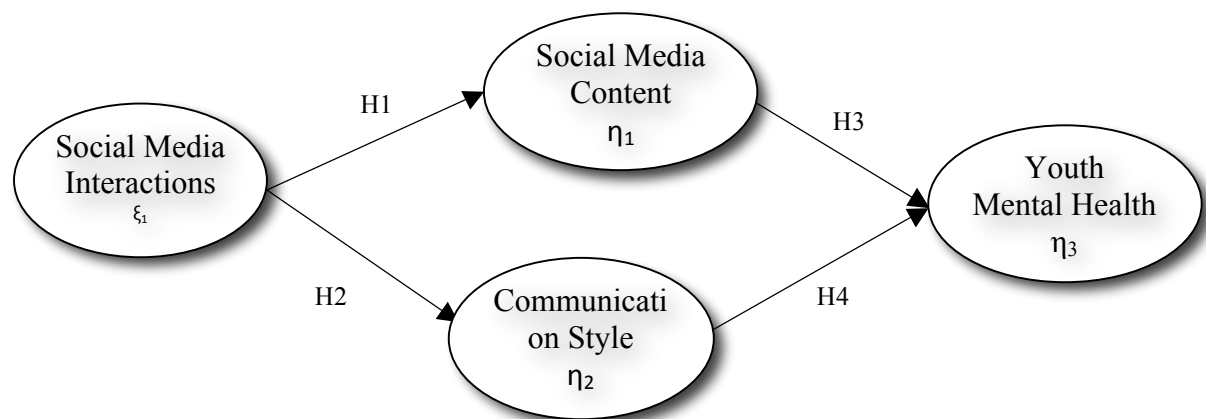 Social Media
Interactions
ξ₁
H1
H2
Social Media
Content
η₁
Communicati
on Style
η₂
H3
H4
Youth
Mental Health
η₃